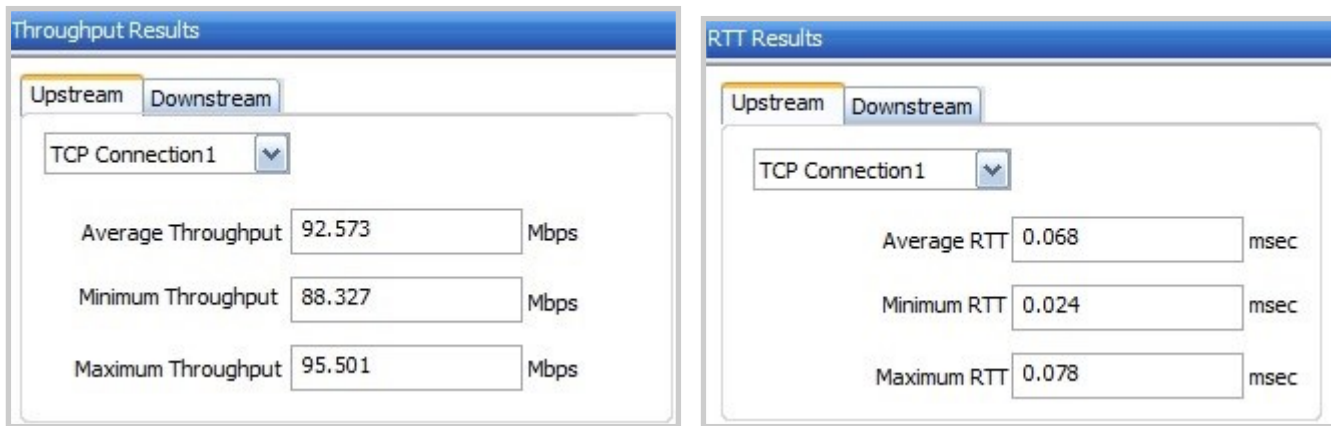 Throughput Results
Upstream Downstream
TCP Connection1
Average Throughput 92.573 Mbps
Minimum Throughput 88.327 Mbps
Maximum Throughput 95.501 Mbps
RTT Results
Upstream Downstream
TCP Connection1
Average RTT 0.068 msec
Minimum RTT 0.024 msec
Maximum RTT 0.078 msec